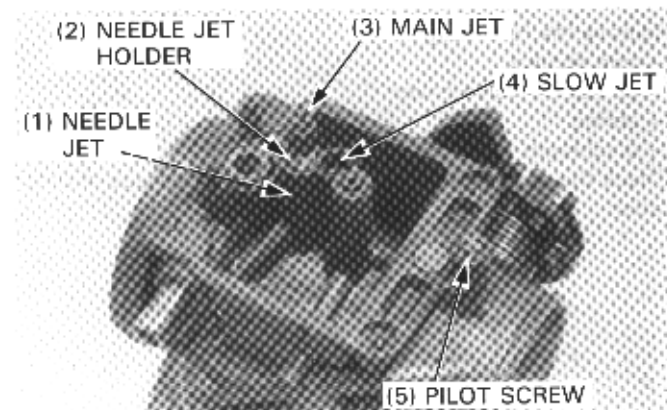 (2) NEEDLE JET
HOLDER
(3) MAIN JET
(4) SLOW JET
(1) NEEDLE
JET
(5) PILOT SCREW